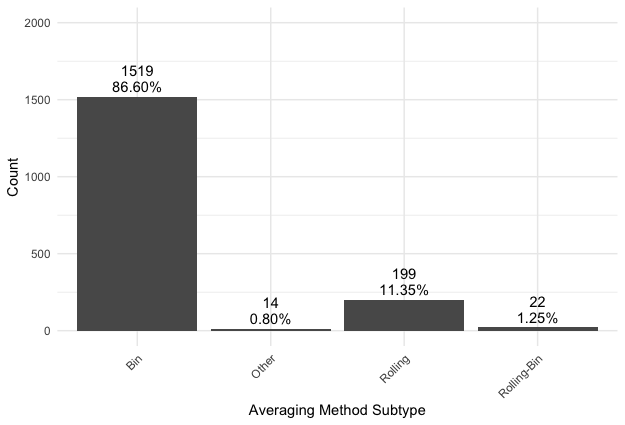 2000
1500
1000
500
0
Count
1519
86.60%
14
0.80%
199
11.35%
22
1.25%
Bin
Other
Rolling
Rolling-Bin
Averaging Method Subtype